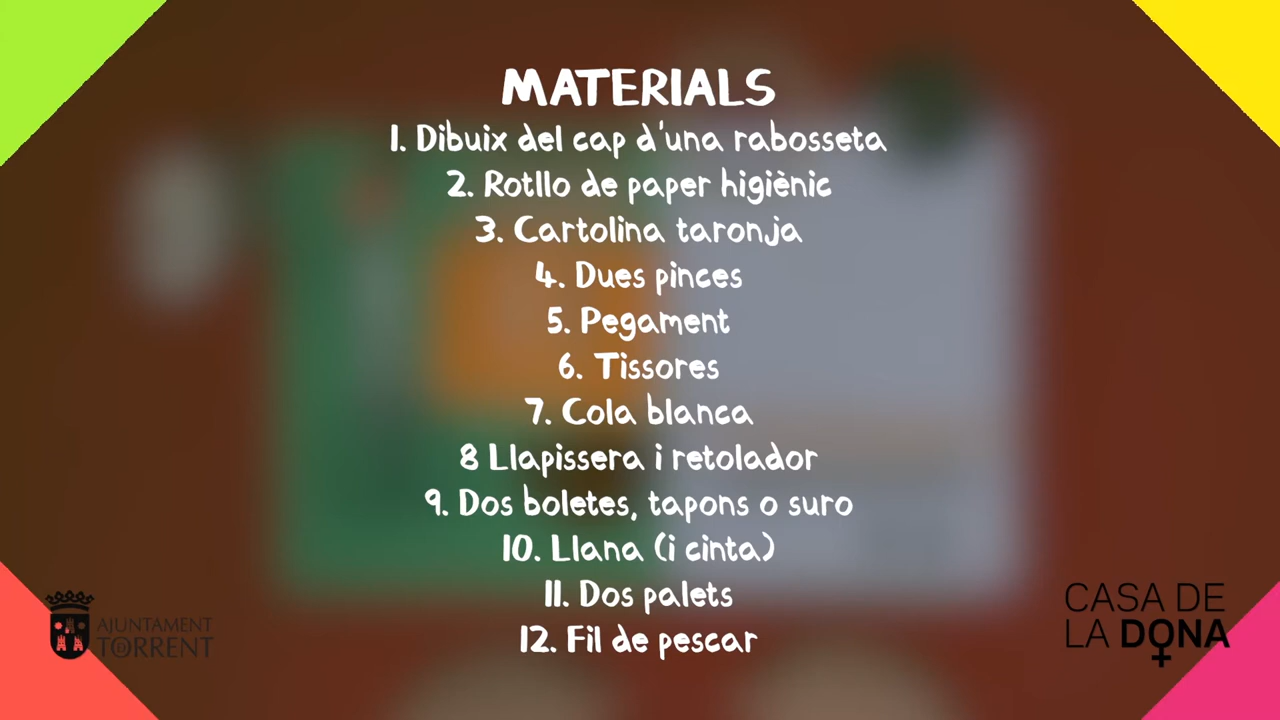 MATERIALS
1. Dibuix del cap d'una rabosseta
2. Rotllo de paper higiènic
3. Cartolina taronja
4. Dues pinces
5. Pegament
6. Tissores
7. Cola blanca
8 Llapissera i retolador
9. Dos boletes, tapons o suro
10. Llana (i cinta)
11. Dos palets
12. Fil de pescar
AJUNTAMENT
DE
TORRENT
CASA DE
LA DONA